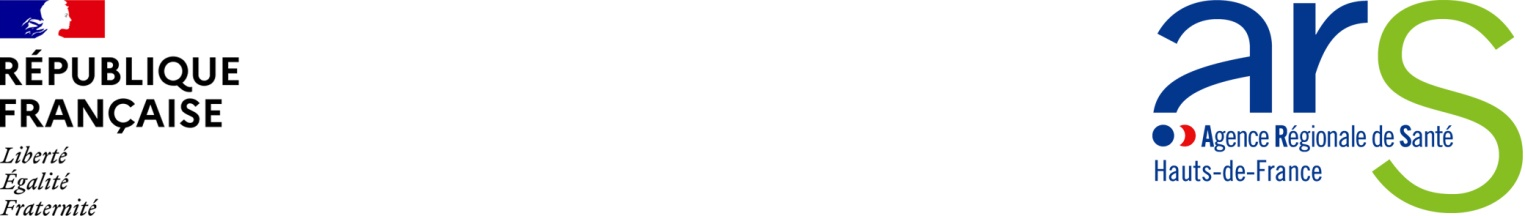 RÉPUBLIQUE
FRANÇAISE
Liberté
Égalité
Fraternité
ars
Agence Régionale de Santé
Hauts-de-France